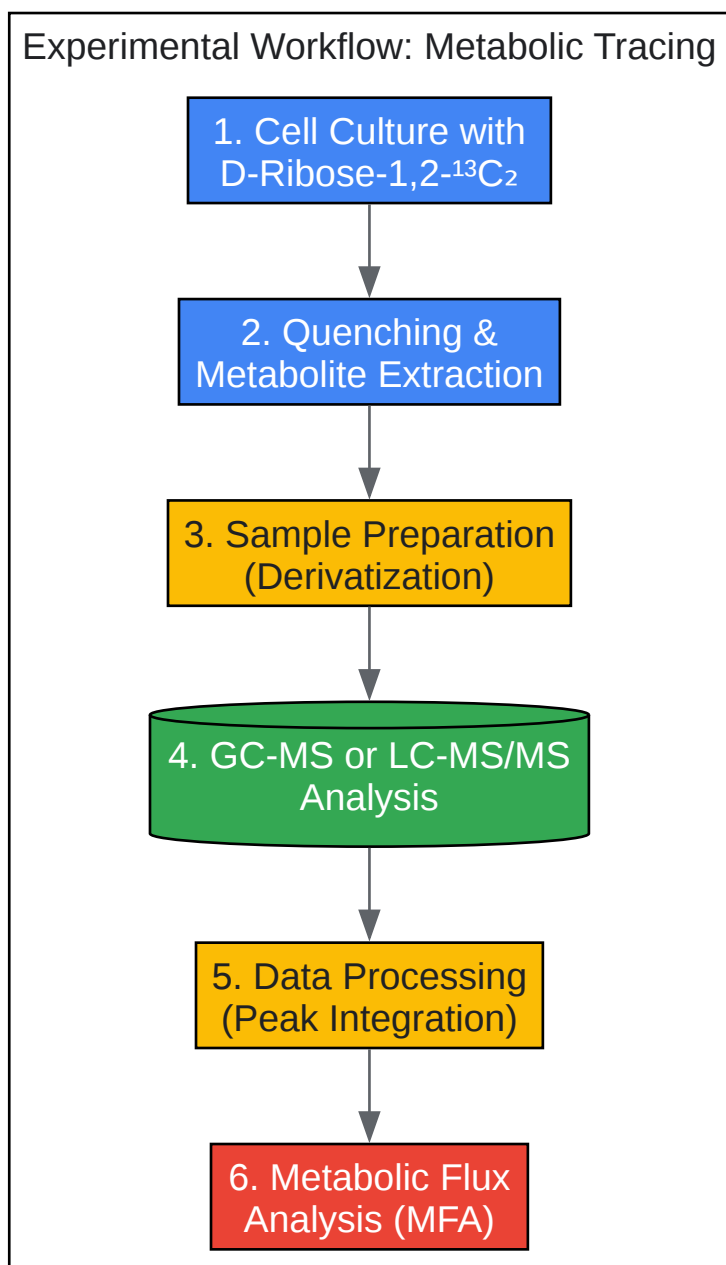 Experimental Workflow: Metabolic Tracing
1. Cell Culture with
D-Ribose-1,2-¹³C₂
2. Quenching &
Metabolite Extraction
3. Sample Preparation
(Derivatization)
4. GC-MS or LC-MS/MS
Analysis
5. Data Processing
(Peak Integration)
6. Metabolic Flux
Analysis (MFA)